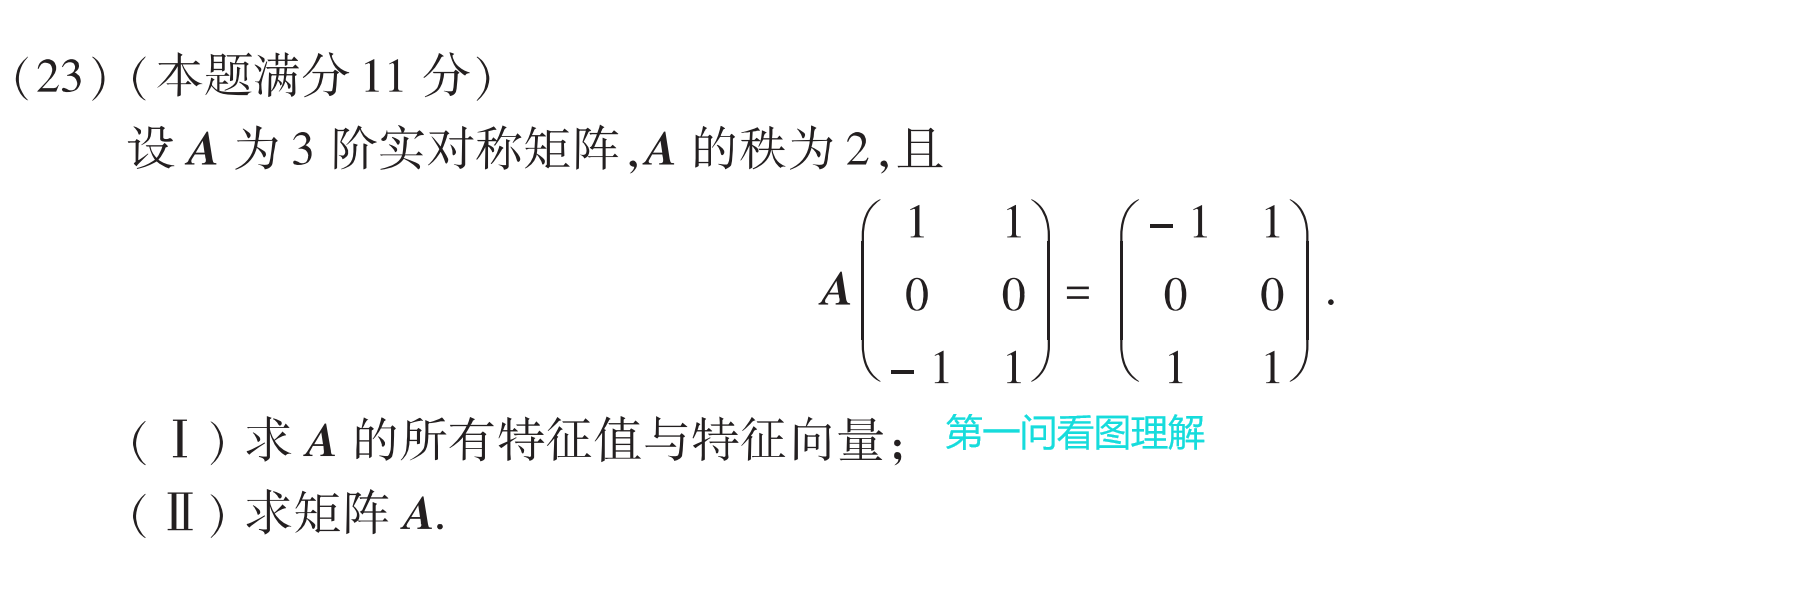 (23)(本题满分 11 分)
设 A 为 3 阶实对称矩阵,A 的秩为 2,且
A\begin{pmatrix} 1 & 1 \\ 0 & 0 \\ -1 & 1 \end{pmatrix} = \begin{pmatrix} -1 & 1 \\ 0 & 0 \\ 1 & 1 \end{pmatrix}.
(Ⅰ)求 A 的所有特征值与特征向量; 第一问看图理解
(Ⅱ)求矩阵 A.